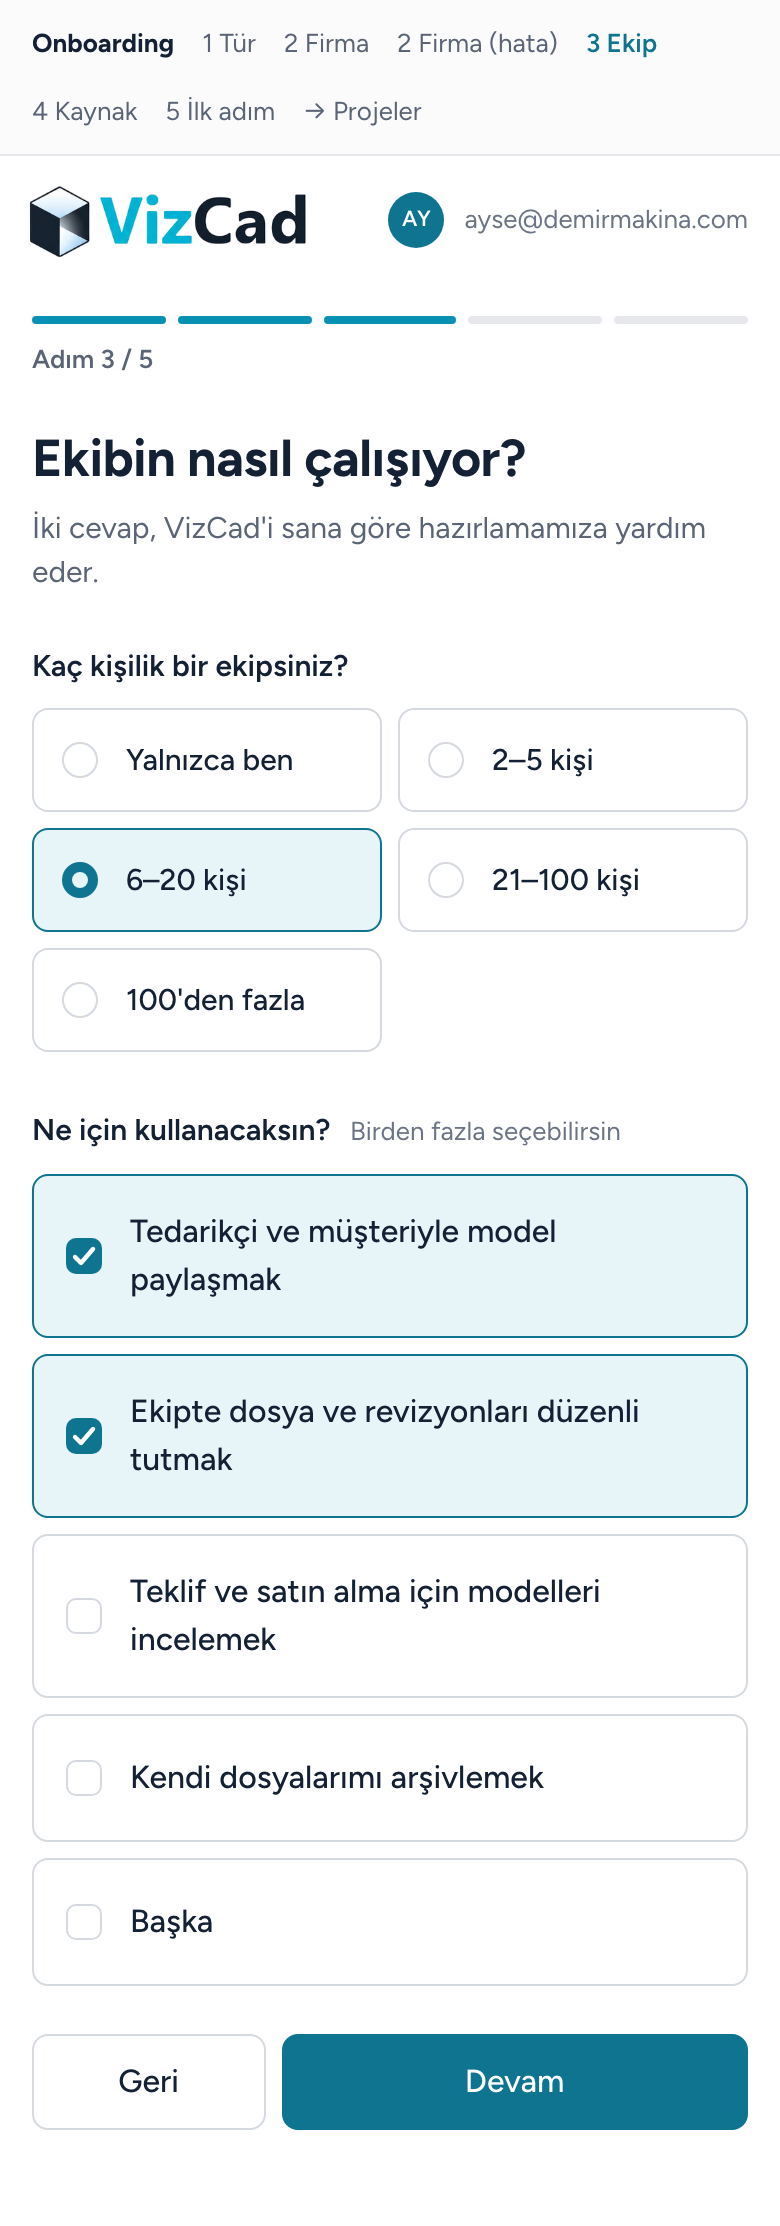 Onboarding 1 Tür 2 Firma 2 Firma (hata) 3 Ekip
4 Kaynak 5 İlk adım → Projeler
VizCad AY ayse@demirmakina.com
Adım 3 / 5
Ekibin nasıl çalışıyor?
İki cevap, VizCad'i sana göre hazırlamamıza yardım
eder.
Kaç kişilik bir ekipsiniz?
Yalnızca ben 2–5 kişi
6–20 kişi 21–100 kişi
100'den fazla
Ne için kullanacaksın? Birden fazla seçebilirsin
Tedarikçi ve müşteriyle model
paylaşmak
Ekipte dosya ve revizyonları düzenli
tutmak
Teklif ve satın alma için modelleri
incelemek
Kendi dosyalarımı arşivlemek
Başka
Geri Devam